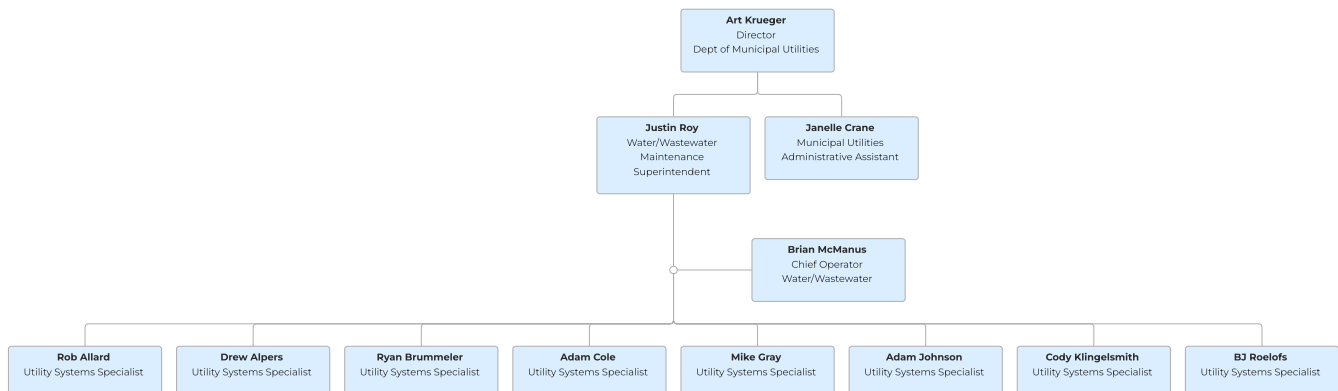 Art Krueger
Director
Dept of Municipal Utilities
Justin Roy
Water/Wastewater
Maintenance
Superintendent
Janelle Crane
Municipal Utilities
Administrative Assistant
Brian McManus
Chief Operator
Water/Wastewater
Rob Allard
Utility Systems Specialist
Drew Alpers
Utility Systems Specialist
Ryan Brummeler
Utility Systems Specialist
Adam Cole
Utility Systems Specialist
Mike Gray
Utility Systems Specialist
Adam Johnson
Utility Systems Specialist
Cody Klingelsmith
Utility Systems Specialist
BJ Roelofs
Utility Systems Specialist